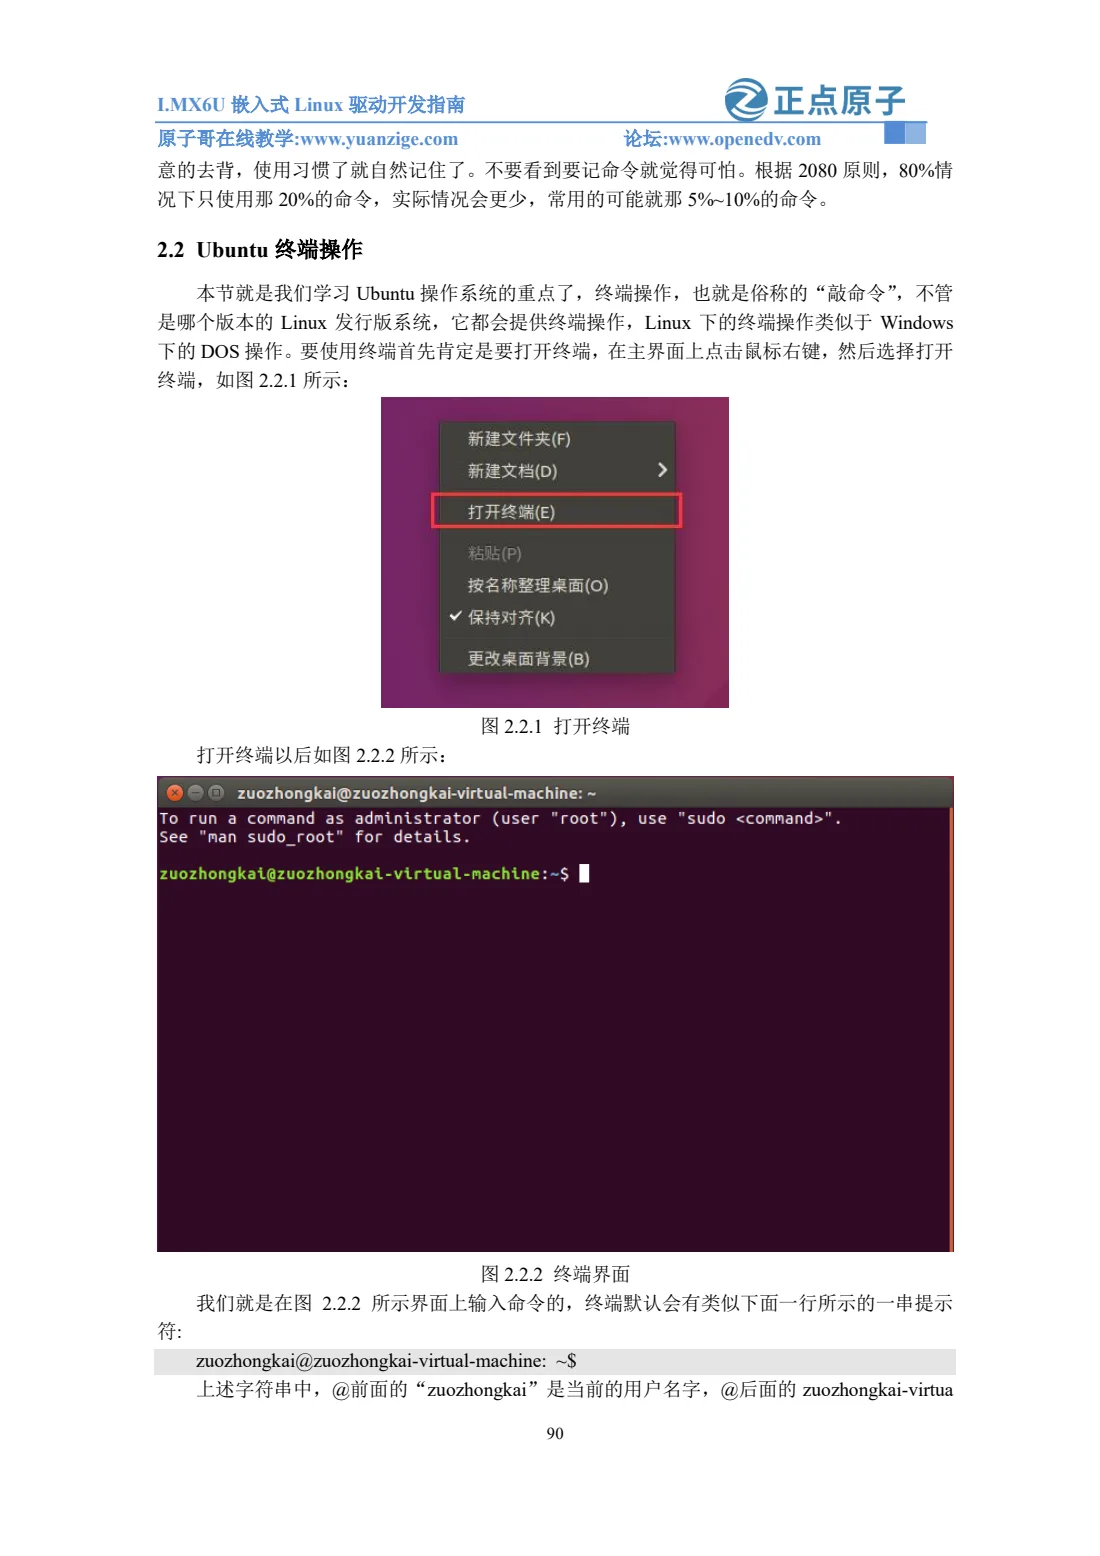 I.MX6U 嵌入式 Linux 驱动开发指南
正点原子
原子哥在线教学:www.yuanzige.com 论坛:www.openedv.com
意的去背，使用习惯了就自然记住了。不要看到要记命令就觉得可怕。根据 2080 原则，80%情
况下只使用那 20%的命令，实际情况会更少，常用的可能就那 5%~10%的命令。
2.2 Ubuntu 终端操作
本节就是我们学习 Ubuntu 操作系统的重点了，终端操作，也就是俗称的“敲命令”，不管
是哪个版本的 Linux 发行版系统，它都会提供终端操作，Linux 下的终端操作类似于 Windows
下的 DOS 操作。要使用终端首先肯定是要打开终端，在主界面上点击鼠标右键，然后选择打开
终端，如图 2.2.1 所示：
新建文件夹(F)
新建文档(D)
打开终端(E)
粘贴(P)
按名称整理桌面(O)
保持对齐(K)
更改桌面背景(B)
图 2.2.1 打开终端
打开终端以后如图 2.2.2 所示：
zuozhongkai@zuozhongkai-virtual-machine: ~
To run a command as administrator (user "root"), use "sudo <command>".
See "man sudo_root" for details.
zuozhongkai@zuozhongkai-virtual-machine:~$
图 2.2.2 终端界面
我们就是在图 2.2.2 所示界面上输入命令的，终端默认会有类似下面一行所示的一串提示
符:
zuozhongkai@zuozhongkai-virtual-machine: ~$
上述字符串中，@前面的“zuozhongkai”是当前的用户名字，@后面的 zuozhongkai-virtua
90